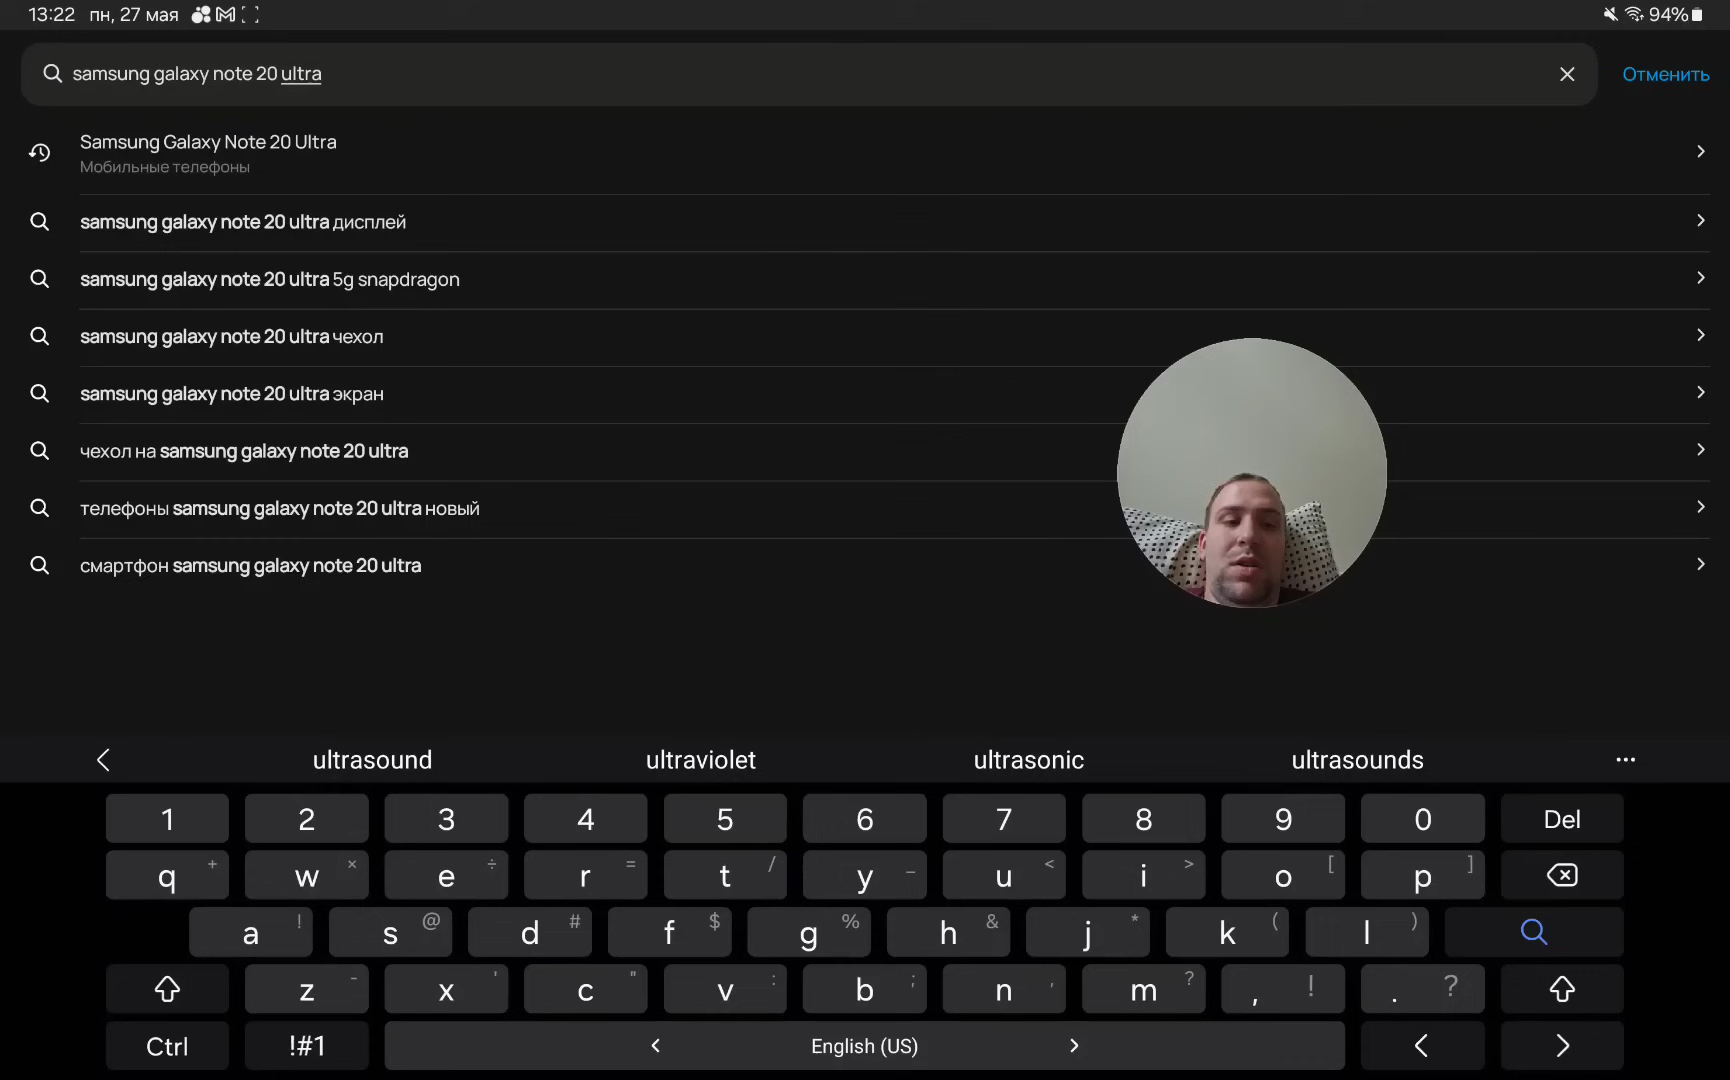 13:22 пн, 27 мая 94%
samsung galaxy note 20 ultra Отменить
Samsung Galaxy Note 20 Ultra
Мобильные телефоны
samsung galaxy note 20 ultra дисплей
samsung galaxy note 20 ultra 5g snapdragon
samsung galaxy note 20 ultra чехол
samsung galaxy note 20 ultra экран
чехол на samsung galaxy note 20 ultra
телефоны samsung galaxy note 20 ultra новый
смартфон samsung galaxy note 20 ultra
ultrasound ultraviolet ultrasonic ultrasounds ...
1 2 3 4 5 6 7 8 9 0 Del
q + w × e ÷ r = t / y _ u < i > o [ p ]
a ! s @ d # f $ g % h & j * k ( l )
z - x ' c " v : b ; n , m ? , ! . ?
Ctrl !#1 < English (US) > < >